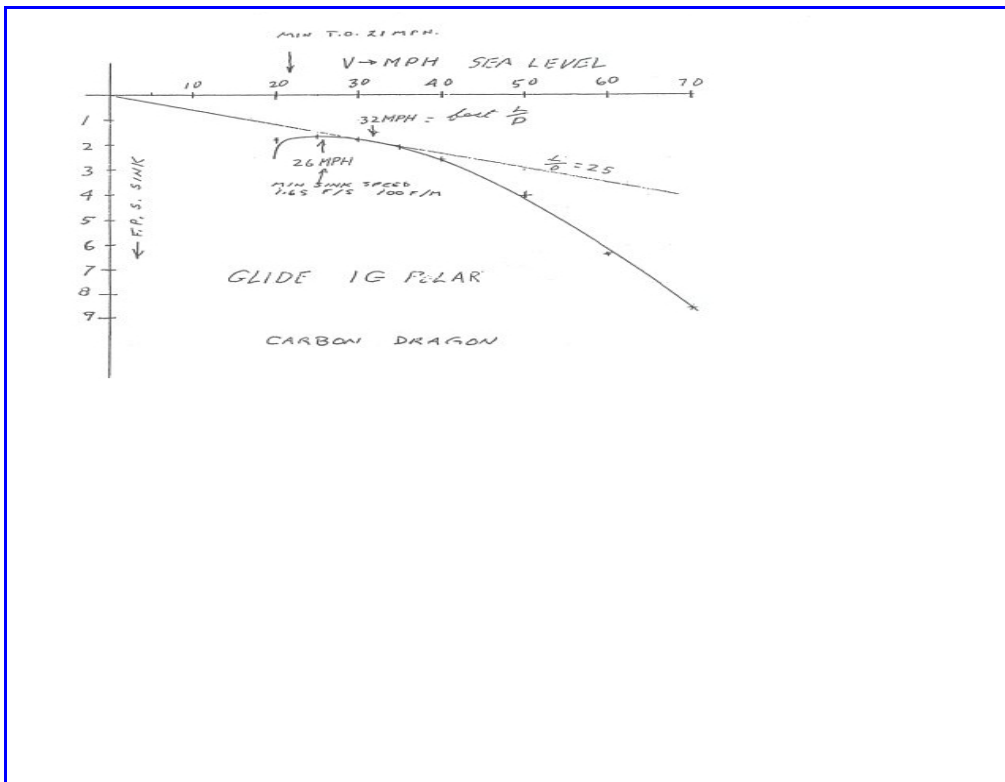 MIN T.O. 21 MPH.
V → MPH SEA LEVEL
10 20 30 40 50 60 70
32 MPH = best L/D
1
2
3
4
5
6
7
8
9
← F.P.S. SINK
26 MPH
MIN SINK SPEED
1.65 F/S 100 F/M
L/D = 25
GLIDE 1G POLAR
CARBON DRAGON